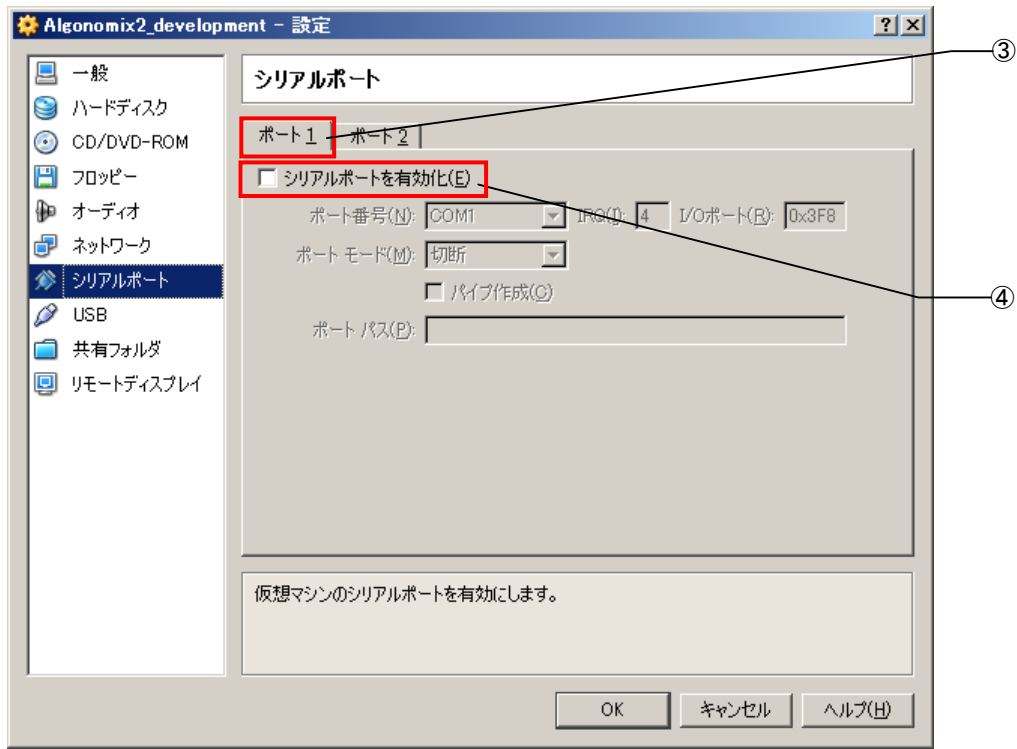 Algonomix2_development - 設定
③
一般
ハードディスク
CD/DVD-ROM
フロッピー
オーディオ
ネットワーク
シリアルポート
USB
共有フォルダ
リモートディスプレイ
シリアルポート
ポート1 ポート2
シリアルポートを有効化(E)
ポート番号(N): COM1 IRQ(I): 4 I/Oポート(R): 0x3F8
ポート モード(M): 切断
パイプ作成(C)
④
ポート パス(P):
仮想マシンのシリアルポートを有効にします。
OK キャンセル ヘルプ(H)